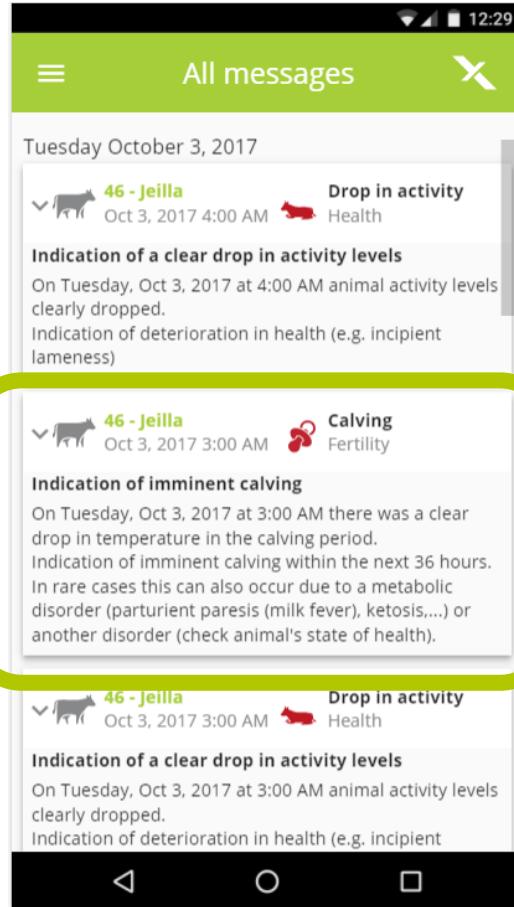 12:29
All messages
Tuesday October 3, 2017
46 - Jeilla
Drop in activity
Oct 3, 2017 4:00 AM
Health
Indication of a clear drop in activity levels
On Tuesday, Oct 3, 2017 at 4:00 AM animal activity levels
clearly dropped.
Indication of deterioration in health (e.g. incipient
lameness)
46 - Jeilla
Calving
Oct 3, 2017 3:00 AM
Fertility
Indication of imminent calving
On Tuesday, Oct 3, 2017 at 3:00 AM there was a clear
drop in temperature in the calving period.
Indication of imminent calving within the next 36 hours.
In rare cases this can also occur due to a metabolic
disorder (parturient paresis (milk fever), ketosis,...) or
another disorder (check animal's state of health).
46 - Jeilla
Drop in activity
Oct 3, 2017 3:00 AM
Health
Indication of a clear drop in activity levels
On Tuesday, Oct 3, 2017 at 3:00 AM animal activity levels
clearly dropped.
Indication of deterioration in health (e.g. incipient